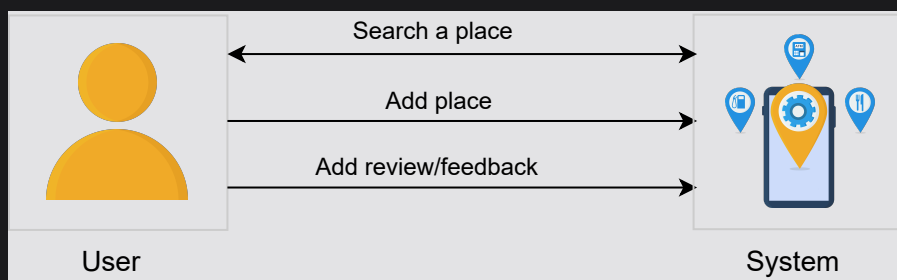 Search a place
Add place
Add review/feedback
User
System